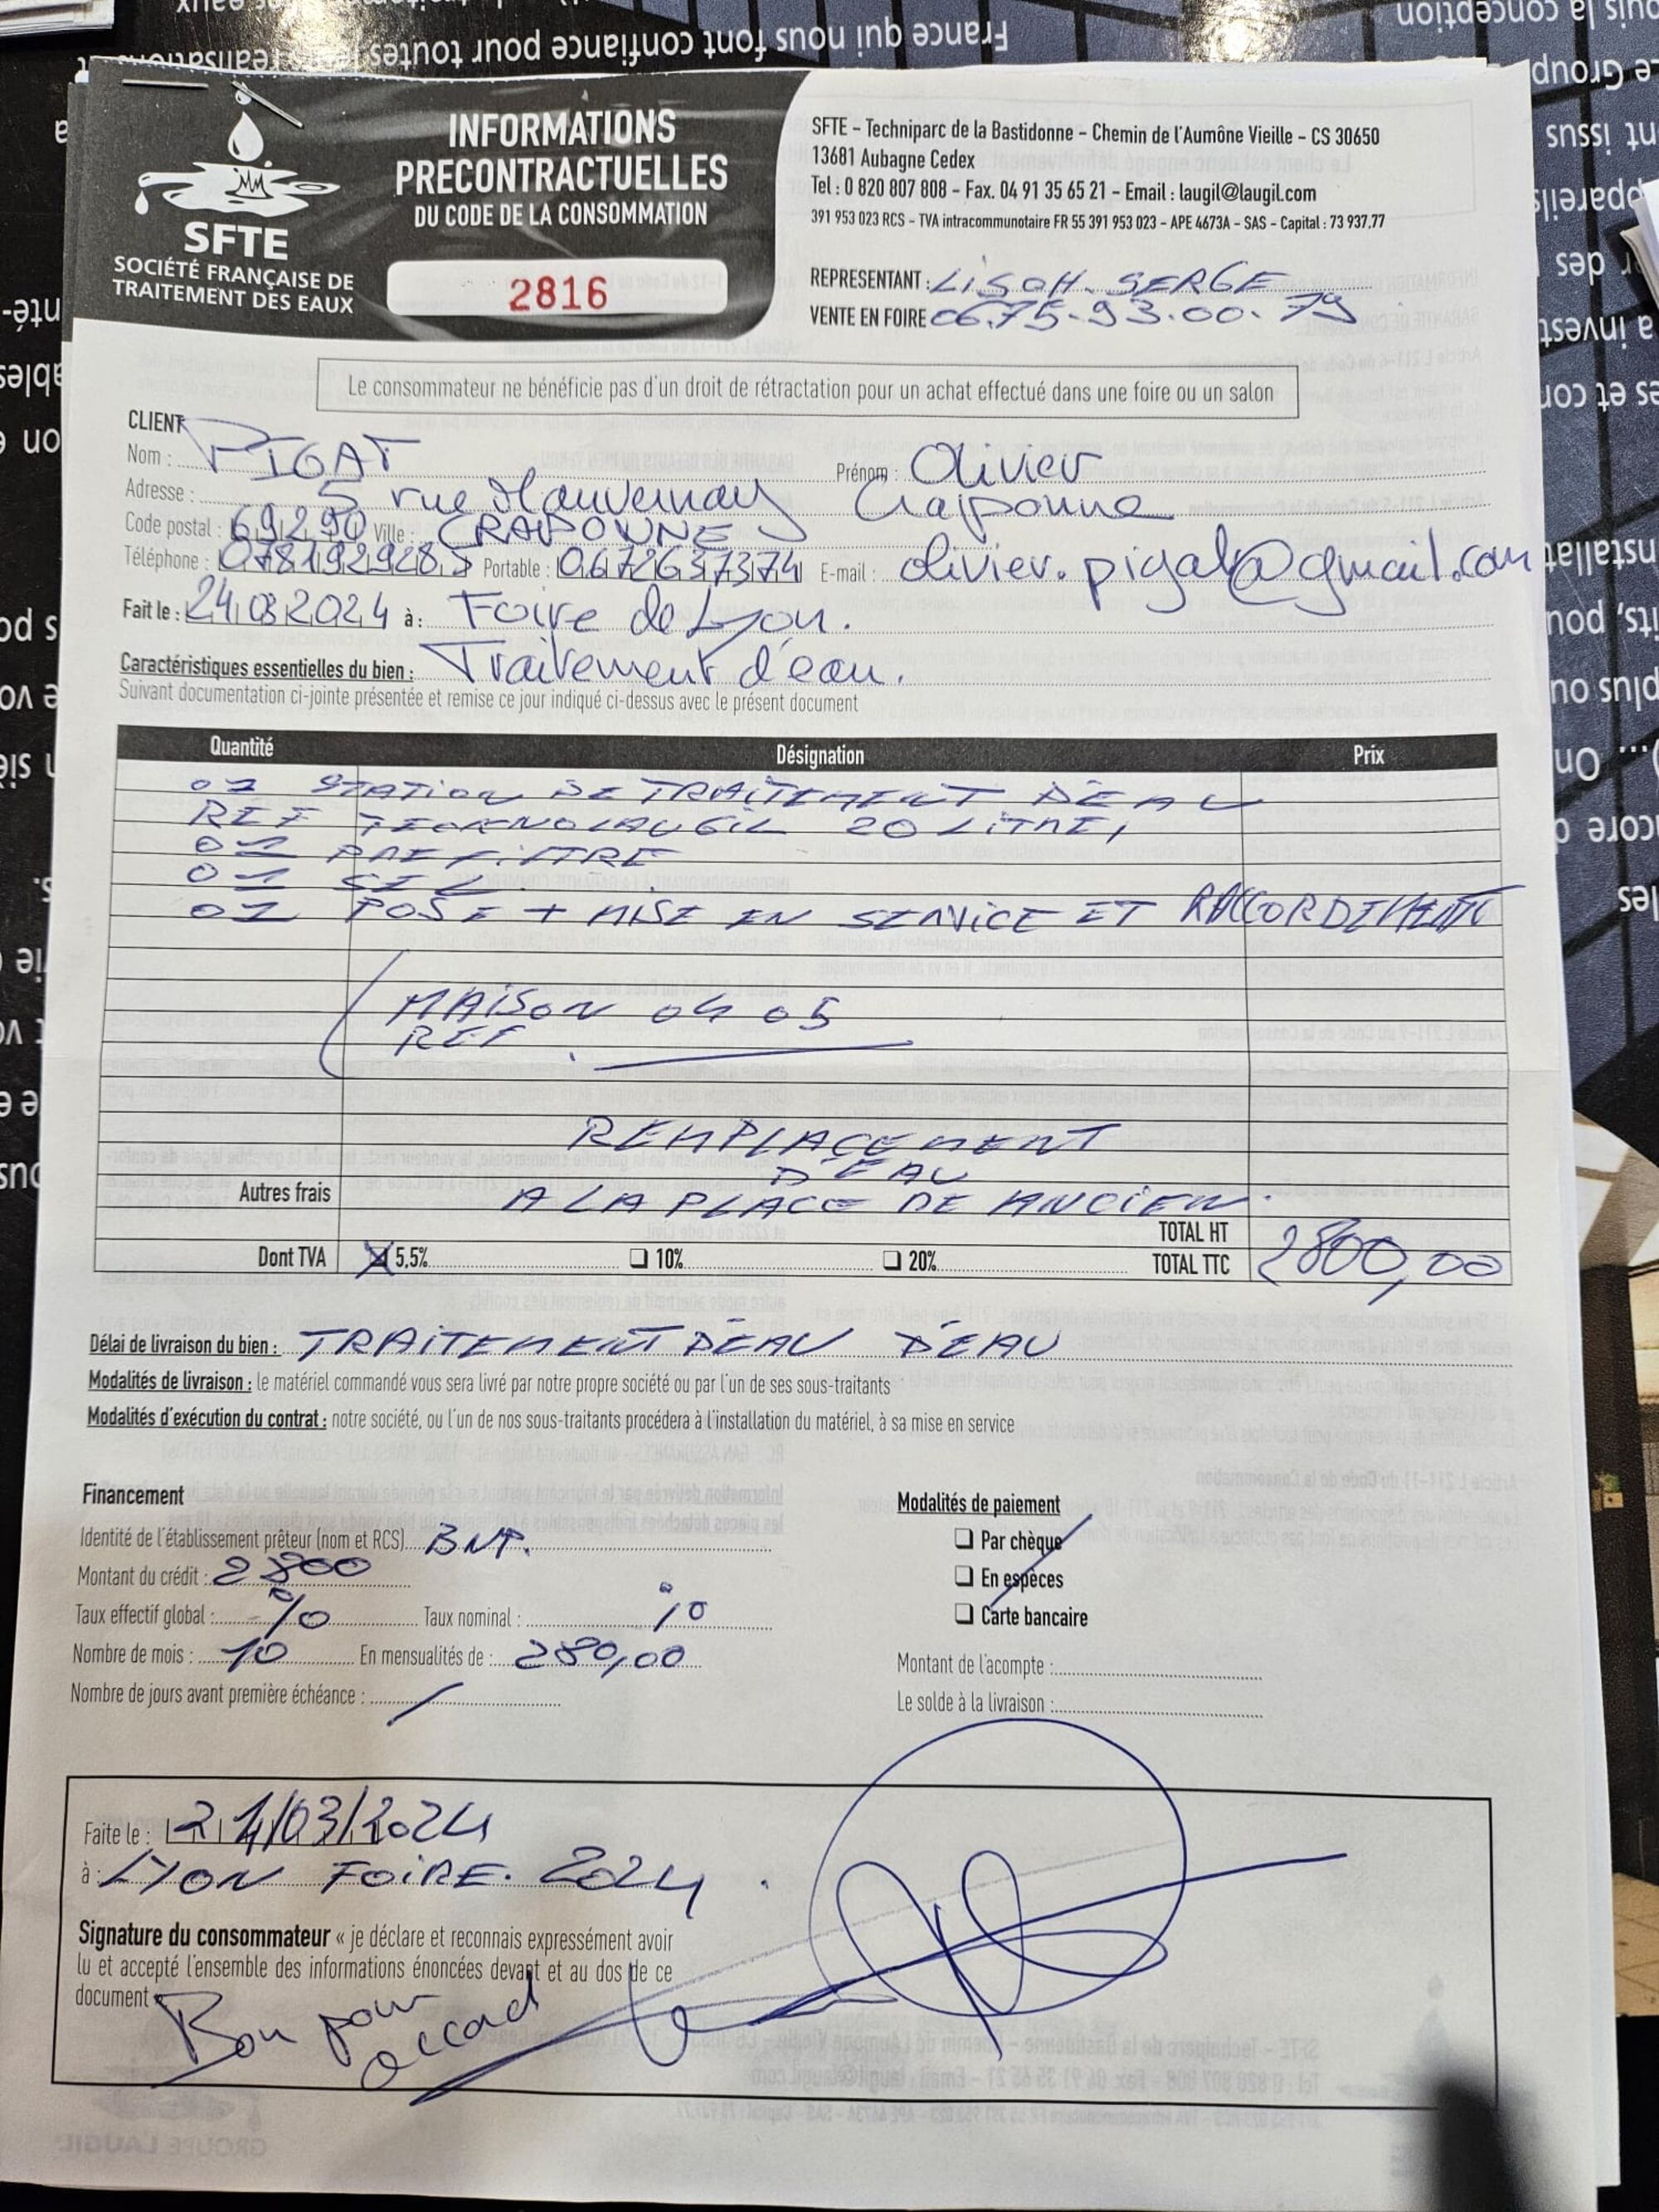 INFORMATIONS
PRECONTRACTUELLES
DU CODE DE LA CONSOMMATION
2816
SFTE
SOCIÉTÉ FRANÇAISE DE
TRAITEMENT DES EAUX
SFTE – Techniparc de la Bastidonne – Chemin de l'Aumône Vieille – CS 30650
13681 Aubagne Cedex
Tel : 0 820 807 808 – Fax. 04 91 35 65 21 – Email : laugil@laugil.com
391 953 023 RCS – TVA intracommunotaire FR 55 391 953 023 – APE 4673A – SAS – Capital : 73 937.77
REPRESENTANT : SERGE
VENTE EN FOIRE 06.75.93.00.79
Le consommateur ne bénéficie pas d'un droit de rétractation pour un achat effectué dans une foire ou un salon
CLIENT
Nom : PIGAT Prénom : Olivier
Adresse : 5 rue Craponne
Code postal : 69290 Ville : CRAPONNE
Téléphone : 0781929285 Portable : 0672637374 E-mail : olivier.pigat@gmail.com
Fait le : 24.03.2024 à : Foire de Lyon.
Caractéristiques essentielles du bien : Traitement d'eau.
Suivant documentation ci-jointe présentée et remise ce jour indiqué ci-dessus avec le présent document
Quantité Désignation Prix
01 STATION DE TRAITEMENT D'EAU
REF 20 LITRE,
01 PREFILTRE
01 SEL
01 POSE + MISE EN SERVICE ET RACCORDEMENT
MAISON 04 05
REF
REMPLACEMENT
D'EAU
Autres frais A LA PLACE DE ANCIEN.
TOTAL HT
Dont TVA 5,5% 10% 20% TOTAL TTC 2800,00
Délai de livraison du bien : TRAITEMENT D'EAU D'EAU
Modalités de livraison : le matériel commandé vous sera livré par notre propre société ou par l'un de ses sous-traitants
Modalités d'exécution du contrat : notre société, ou l'un de nos sous-traitants procédera à l'installation du matériel, à sa mise en service
Financement
Identité de l'établissement prêteur (nom et RCS) BNP.
Montant du crédit : 2800
Taux effectif global : % Taux nominal : %
Nombre de mois : 10 En mensualités de : 280,00
Nombre de jours avant première échéance : /
Modalités de paiement
Par chèque
En espèces
Carte bancaire
Montant de l'acompte :
Le solde à la livraison :
Faite le : 24/03/2024
à : LYON FOIRE. 2024.
Signature du consommateur « je déclare et reconnais expressément avoir
lu et accepté l'ensemble des informations énoncées devant et au dos de ce
document
Bon pour
accord